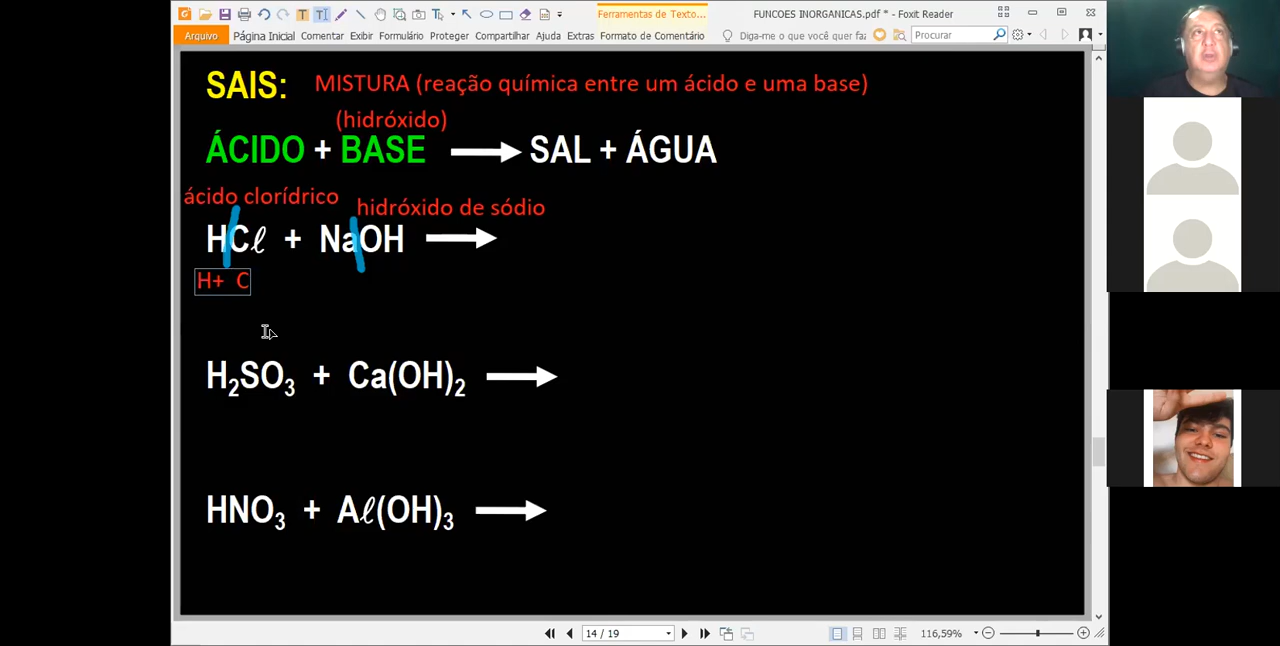 FUNCOES INORGANICAS.pdf * - Foxit Reader
Ferramentas de Texto...
Arquivo Página Inicial Comentar Exibir Formulário Proteger Compartilhar Ajuda Extras Formato de Comentário Diga-me o que você quer faz Procurar
SAIS: MISTURA (reação química entre um ácido e uma base)
(hidróxido)
ÁCIDO + BASE → SAL + ÁGUA
ácido clorídrico hidróxido de sódio
HCℓ + NaOH →
H+ C
H₂SO₃ + Ca(OH)₂ →
HNO₃ + Aℓ(OH)₃ →
14 / 19 116,59%